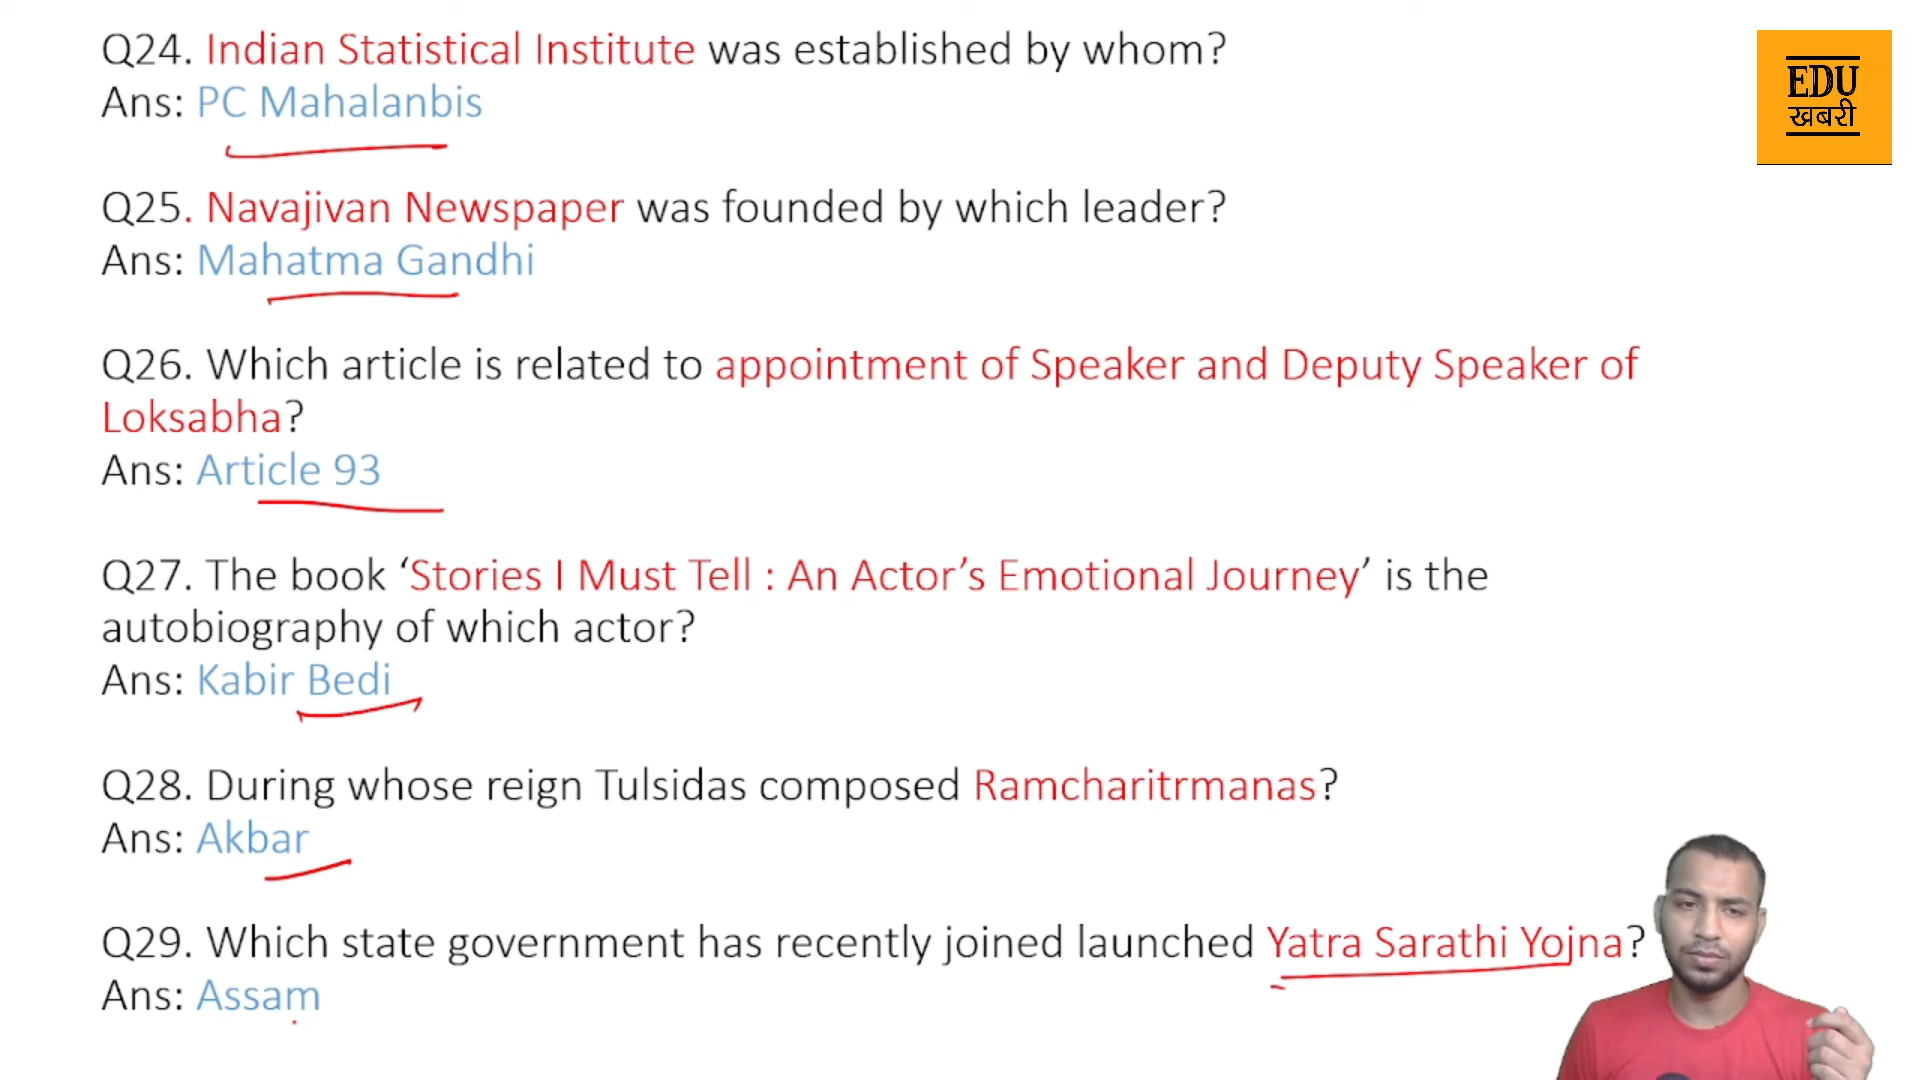 Q24. Indian Statistical Institute was established by whom?
Ans: PC Mahalanbis
EDU
खबरी
Q25. Navajivan Newspaper was founded by which leader?
Ans: Mahatma Gandhi
Q26. Which article is related to appointment of Speaker and Deputy Speaker of
Loksabha?
Ans: Article 93
Q27. The book ‘Stories I Must Tell : An Actor’s Emotional Journey’ is the
autobiography of which actor?
Ans: Kabir Bedi
Q28. During whose reign Tulsidas composed Ramcharitrmanas?
Ans: Akbar
Q29. Which state government has recently joined launched Yatra Sarathi Yojna?
Ans: Assam